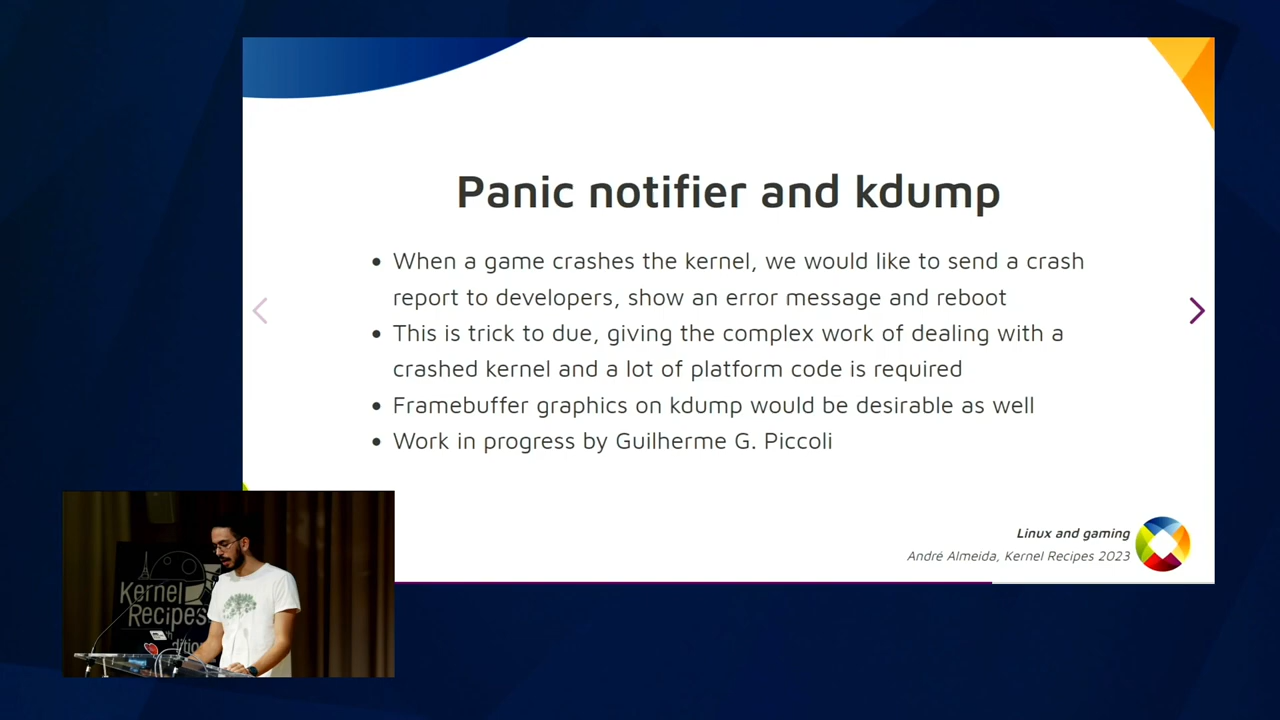 Panic notifier and kdump
When a game crashes the kernel, we would like to send a crash
report to developers, show an error message and reboot
This is trick to due, giving the complex work of dealing with a
crashed kernel and a lot of platform code is required
Framebuffer graphics on kdump would be desirable as well
Work in progress by Guilherme G. Piccoli
Linux and gaming
André Almeida, Kernel Recipes 2023
Kernel
Recipes